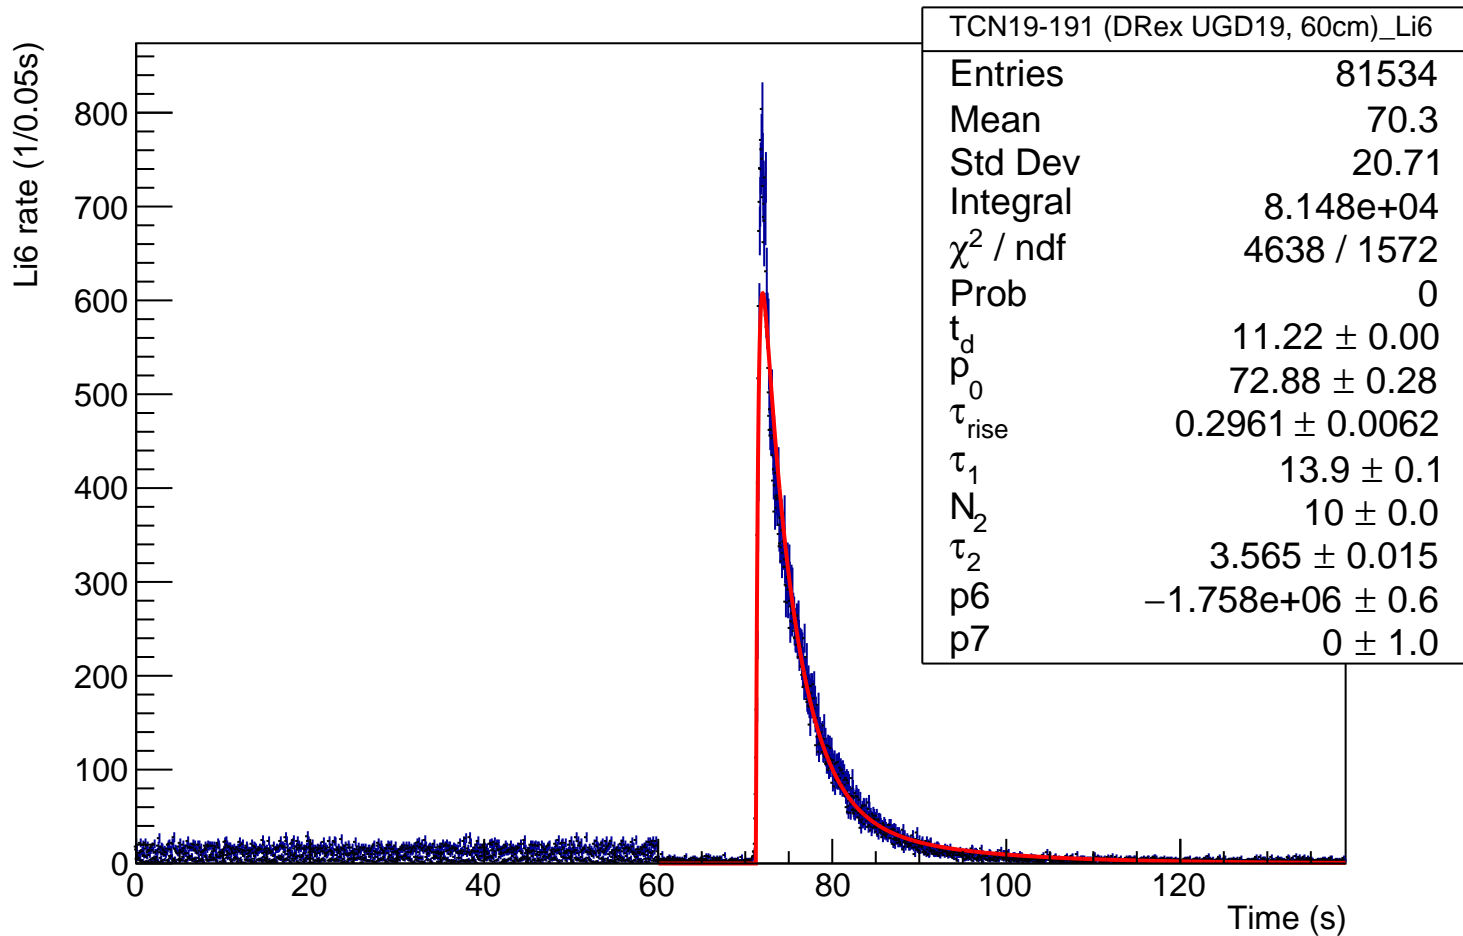 TCN19-191 (DRex UGD19, 60cm)_Li6
Entries 81534
Mean 70.3
Std Dev 20.71
Integral 8.148e+04
χ² / ndf 4638 / 1572
Prob 0
t_d 11.22 ± 0.00
p_0 72.88 ± 0.28
τ_rise 0.2961 ± 0.0062
τ_1 13.9 ± 0.1
N_2 10 ± 0.0
τ_2 3.565 ± 0.015
p6 −1.758e+06 ± 0.6
p7 0 ± 1.0
Li6 rate (1/0.05s)
800
700
600
500
400
300
200
100
0
0 20 40 60 80 100 120
Time (s)